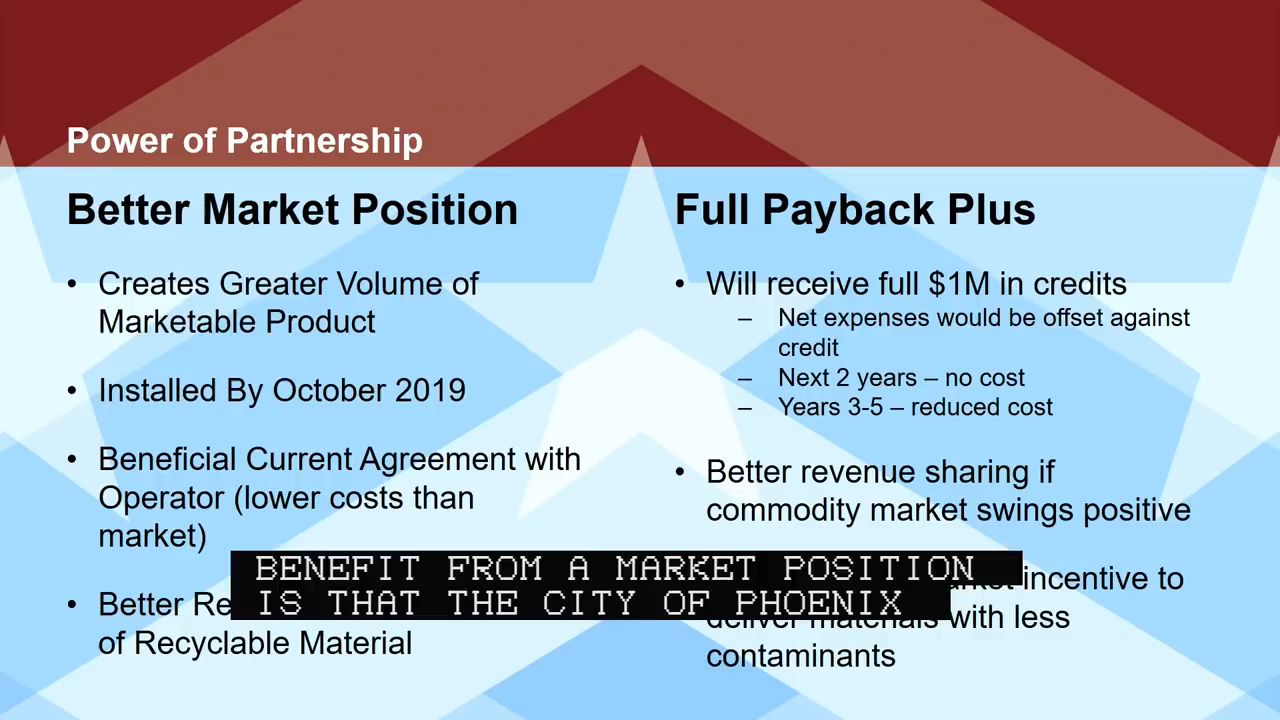 Power of Partnership
Better Market Position
• Creates Greater Volume of
Marketable Product
• Installed By October 2019
• Beneficial Current Agreement with
Operator (lower costs than
market)
• Better
of Recyclable Material
Full Payback Plus
• Will receive full $1M in credits
– Net expenses would be offset against
credit
– Next 2 years – no cost
– Years 3-5 – reduced cost
• Better revenue sharing if
commodity market swings positive
incentive to
deliver materials with less
contaminants
BENEFIT FROM A MARKET POSITION
IS THAT THE CITY OF PHOENIX